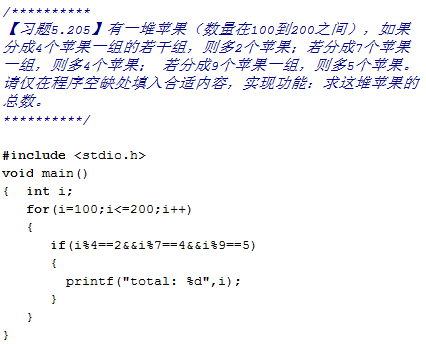 /**********
【习题5.205】有一堆苹果（数量在100到200之间），如果
分成4个苹果一组的若干组，则多2个苹果；若分成7个苹果
一组，则多4个苹果； 若分成9个苹果一组，则多5个苹果。
请仅在程序空缺处填入合适内容，实现功能：求这堆苹果的
总数。
**********/
#include <stdio.h>
void main()
{  int i;
   for(i=100;i<=200;i++)
   {
      if(i%4==2&&i%7==4&&i%9==5)
      {
        printf("total: %d",i);
      }
   }
}